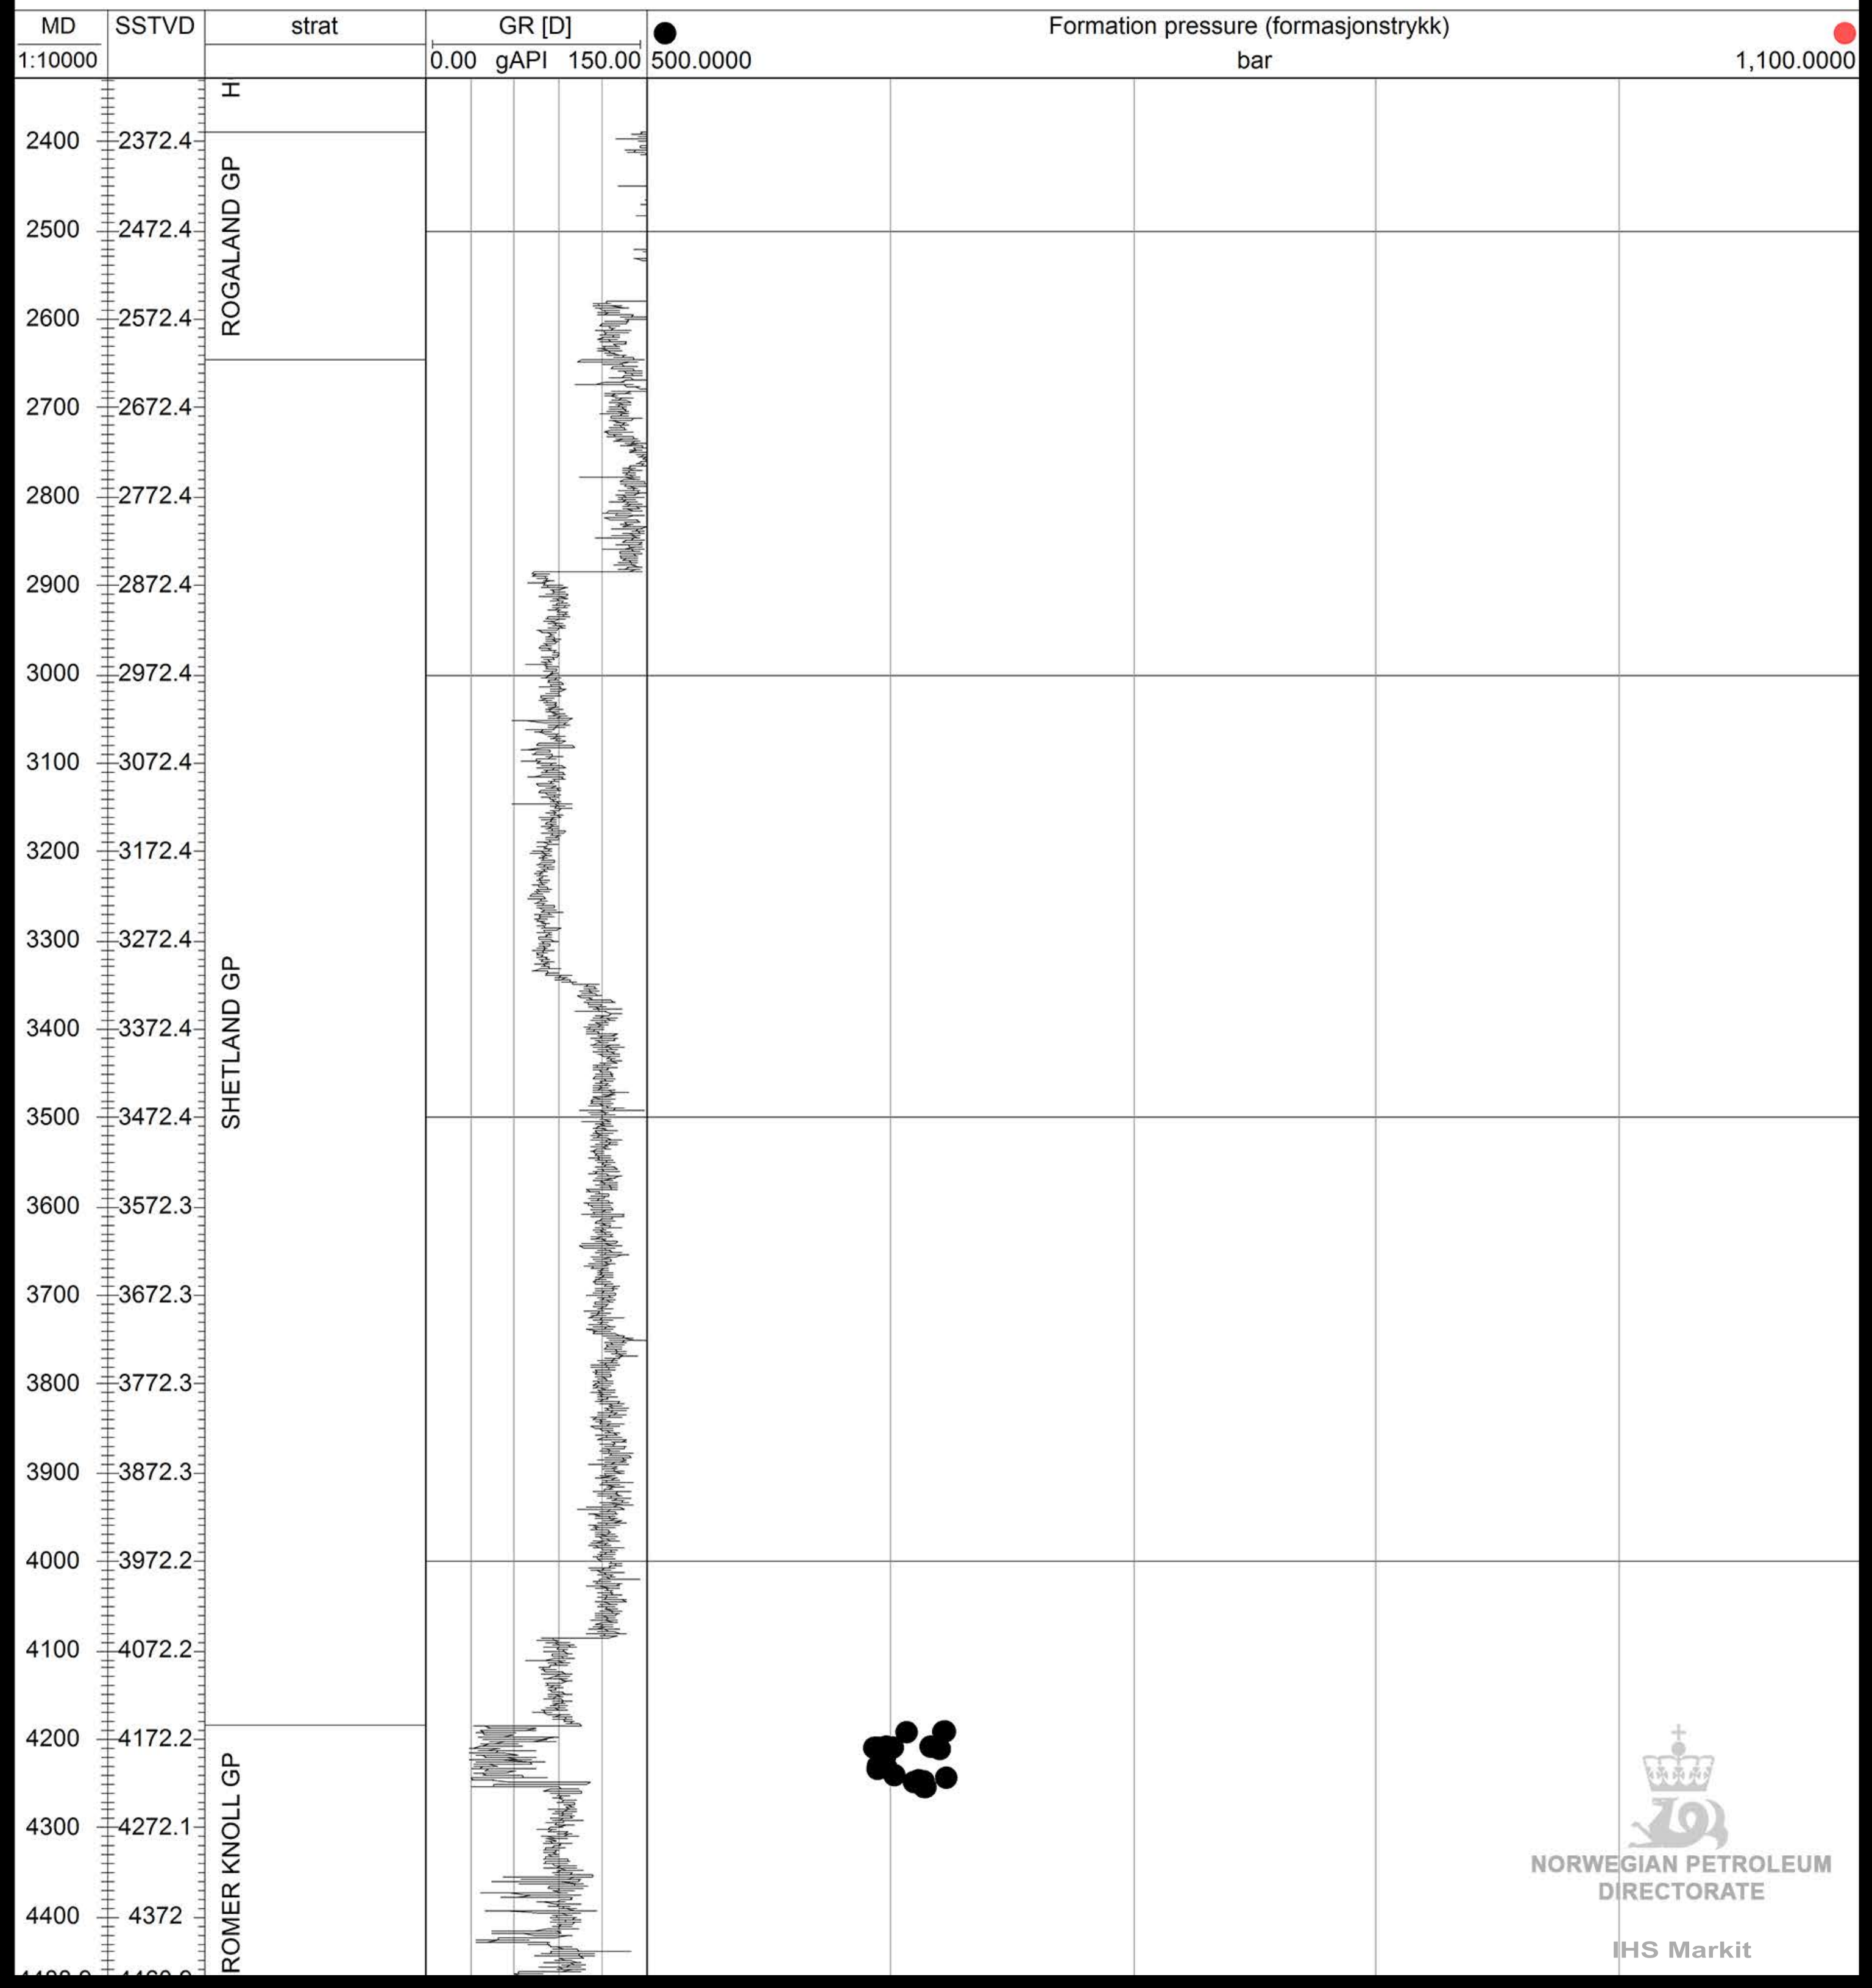 MD SSTVD strat GR [D] Formation pressure (formasjonstrykk)
1:10000 0.00 gAPI 150.00 500.0000 bar 1,100.0000
H
2400 2372.4
ROGALAND GP
2500 2472.4
2600 2572.4
2700 2672.4
2800 2772.4
2900 2872.4
3000 2972.4
3100 3072.4
3200 3172.4
3300 3272.4
SHETLAND GP
3400 3372.4
3500 3472.4
3600 3572.3
3700 3672.3
3800 3772.3
3900 3872.3
4000 3972.2
4100 4072.2
4200 4172.2
ROMER KNOLL GP
4300 4272.1
4400 4372
NORWEGIAN PETROLEUM
DIRECTORATE
IHS Markit